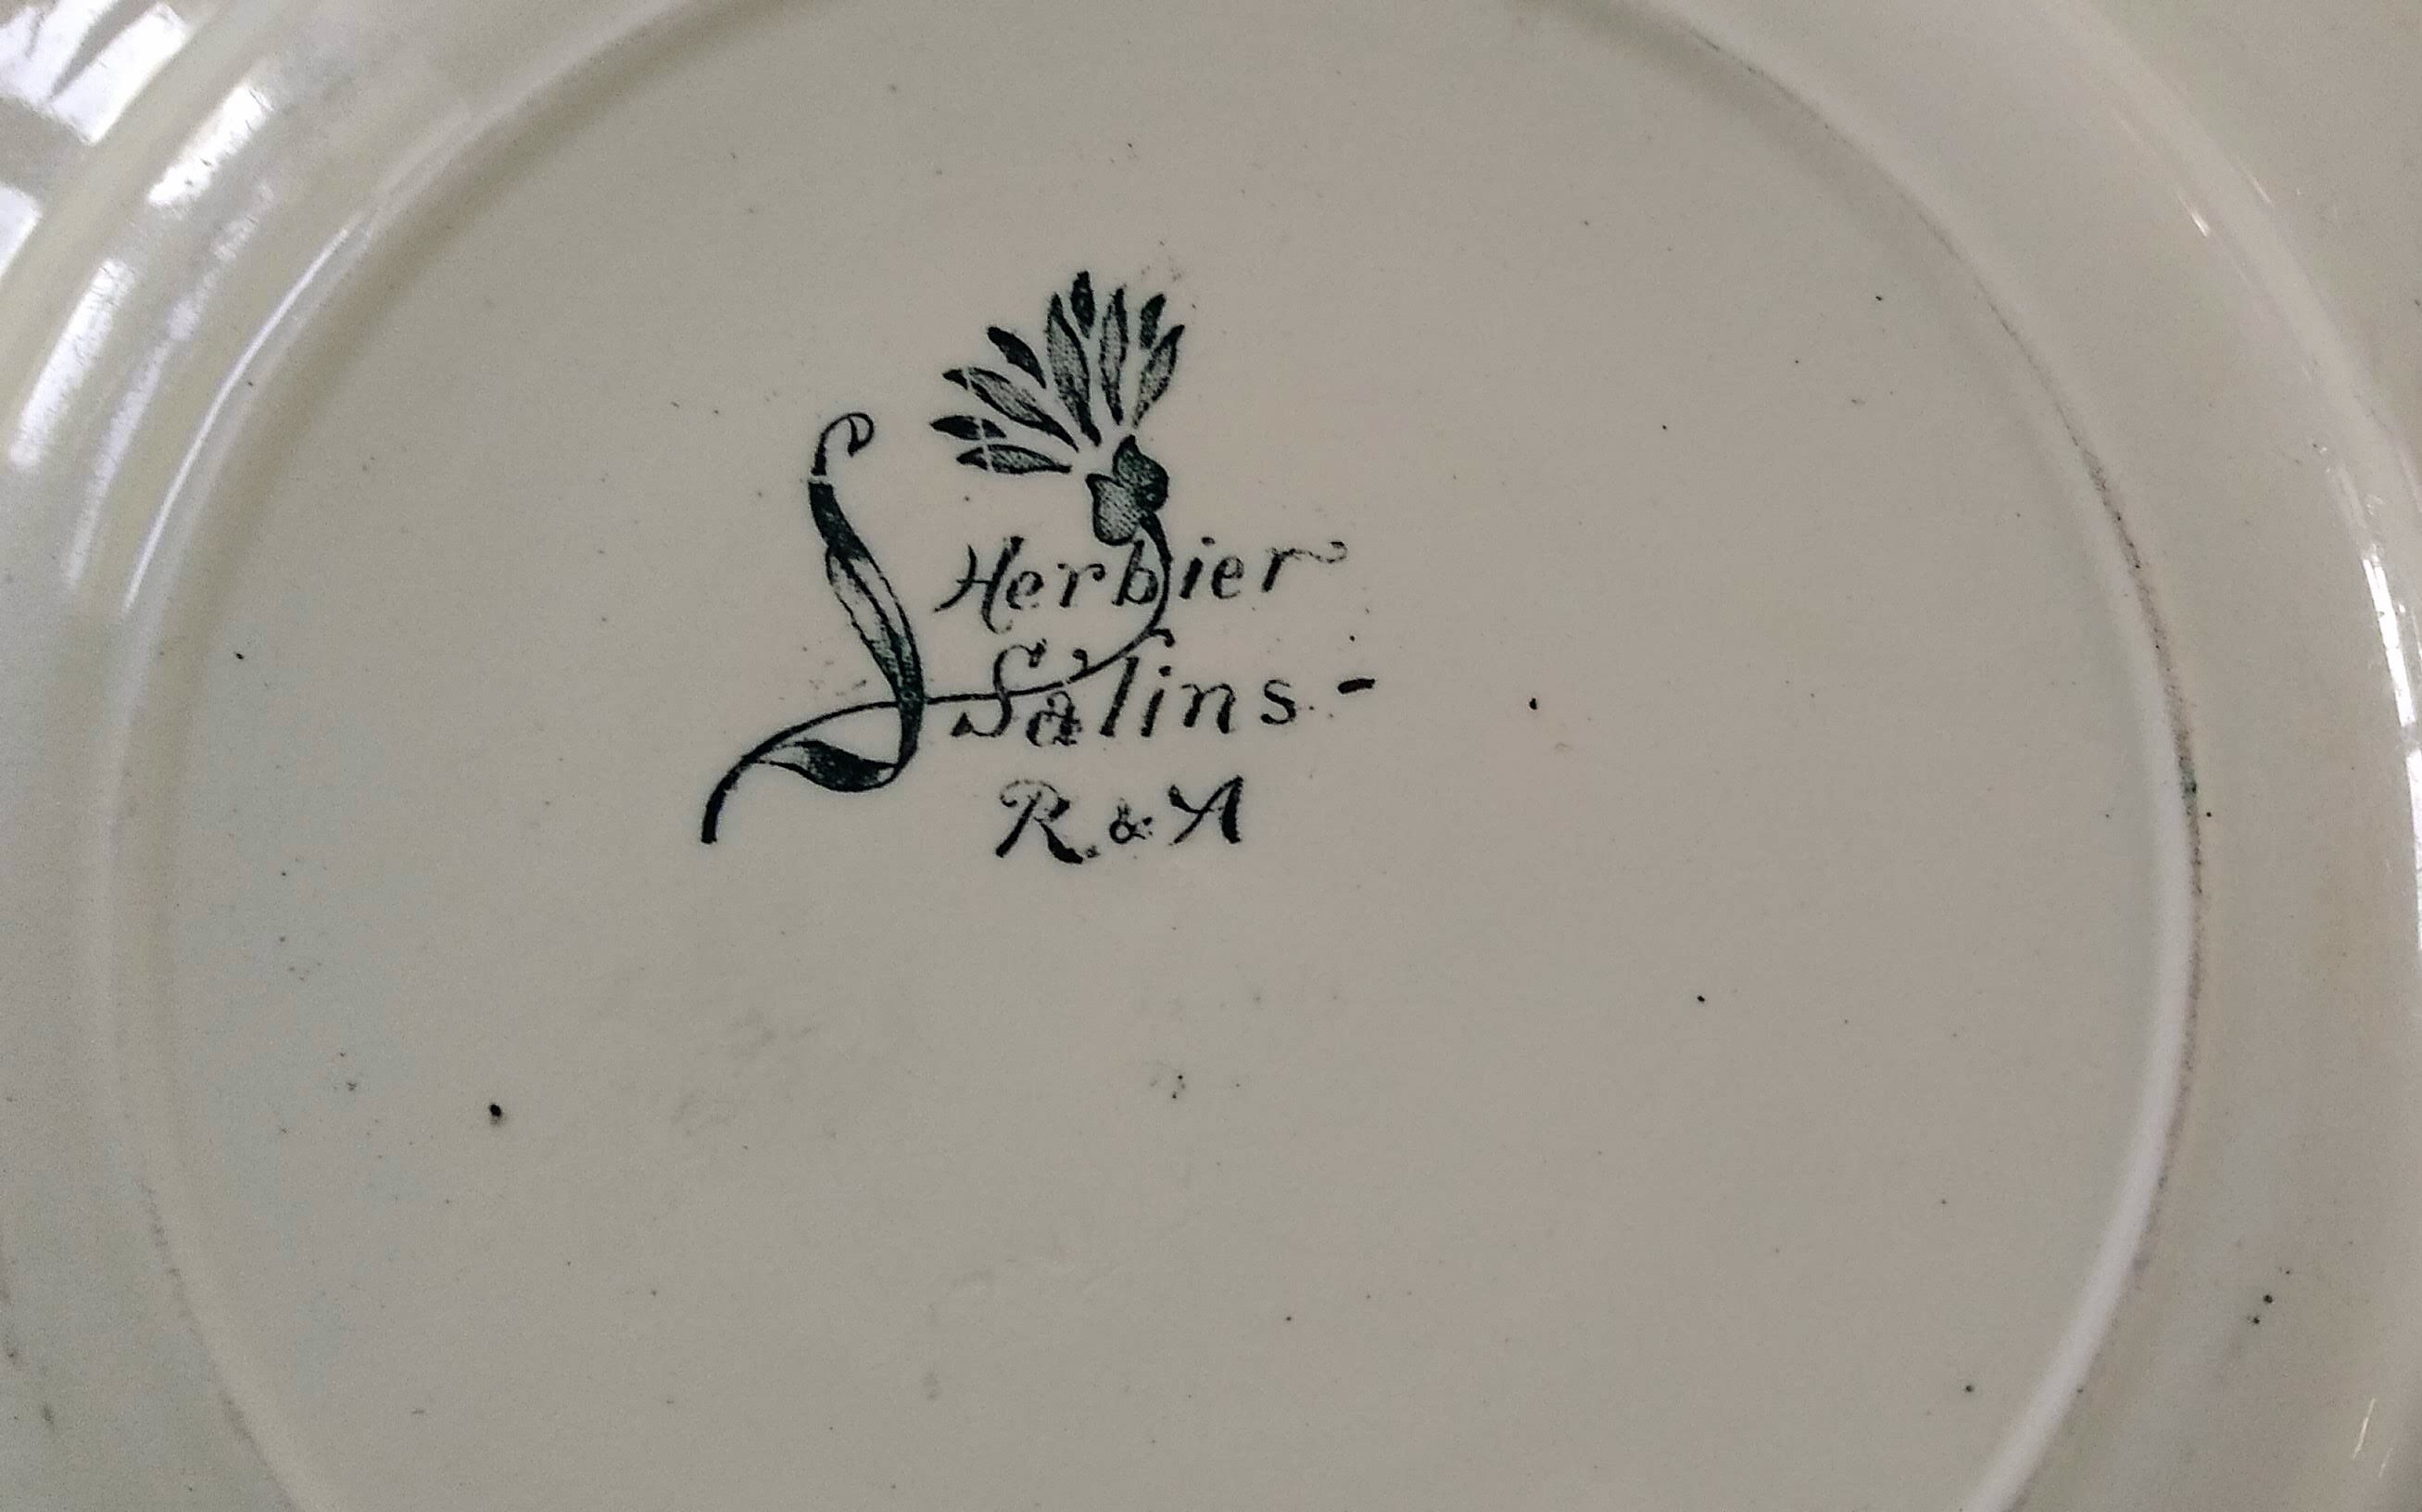 L Herbier
Salins -
R. & A